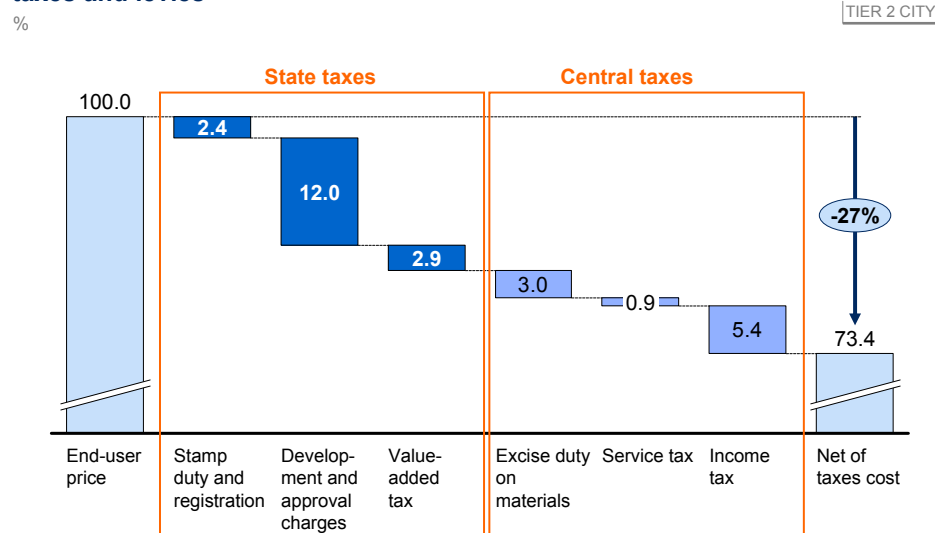 %
TIER 2 CITY
State taxes
Central taxes
100.0
2.4
12.0
2.9
3.0
0.9
5.4
-27%
73.4
End-user
price
Stamp
duty and
registration
Develop-
ment and
approval
charges
Value-
added
tax
Excise duty
on
materials
Service tax
Income
tax
Net of
taxes cost